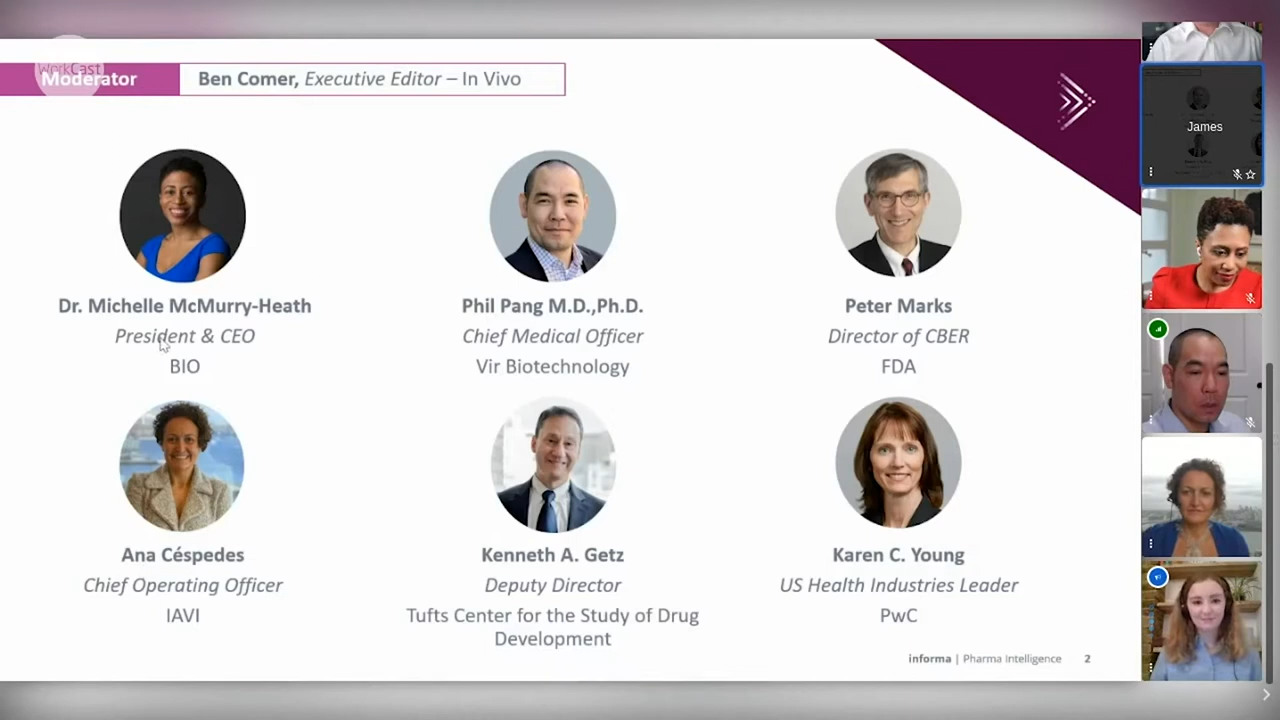 WorkCast
Moderator
Ben Comer, Executive Editor – In Vivo
Dr. Michelle McMurry-Heath
President & CEO
BIO
Phil Pang M.D.,Ph.D.
Chief Medical Officer
Vir Biotechnology
Peter Marks
Director of CBER
FDA
Ana Céspedes
Chief Operating Officer
IAVI
Kenneth A. Getz
Deputy Director
Tufts Center for the Study of Drug
Development
Karen C. Young
US Health Industries Leader
PwC
informa | Pharma Intelligence 2
James